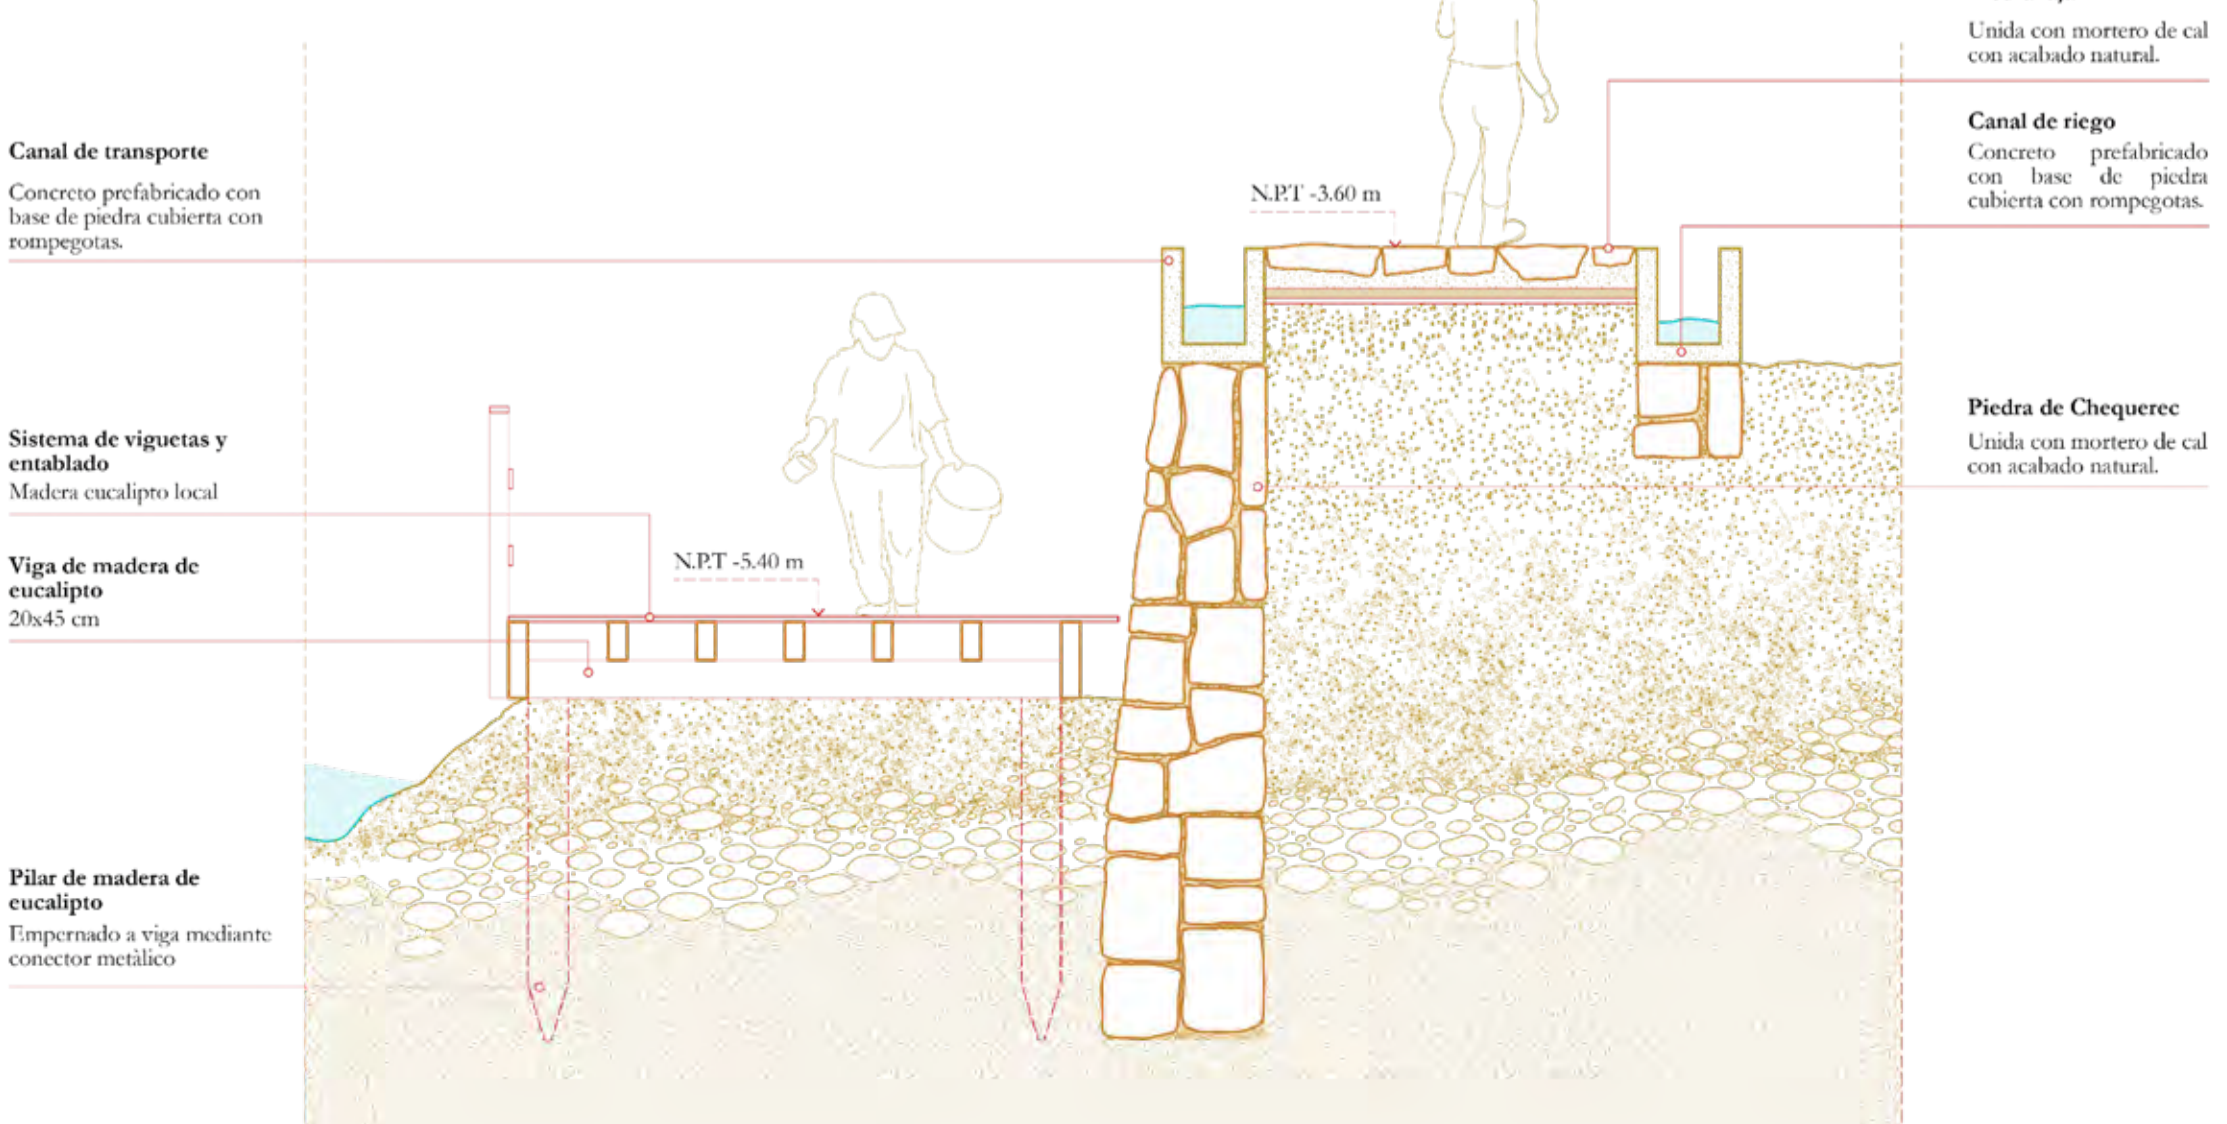 Unida con mortero de cal
con acabado natural.
Canal de transporte
Concreto prefabricado con
base de piedra cubierta con
rompegotas.
Canal de riego
Concreto prefabricado
con base de piedra
cubierta con rompegotas.
N.P.T -3.60 m
Sistema de viguetas y
entablado
Madera eucalipto local
Piedra de Chequerec
Unida con mortero de cal
con acabado natural.
N.P.T -5.40 m
Viga de madera de
eucalipto
20x45 cm
Pilar de madera de
eucalipto
Empernado a viga mediante
conector metàlico